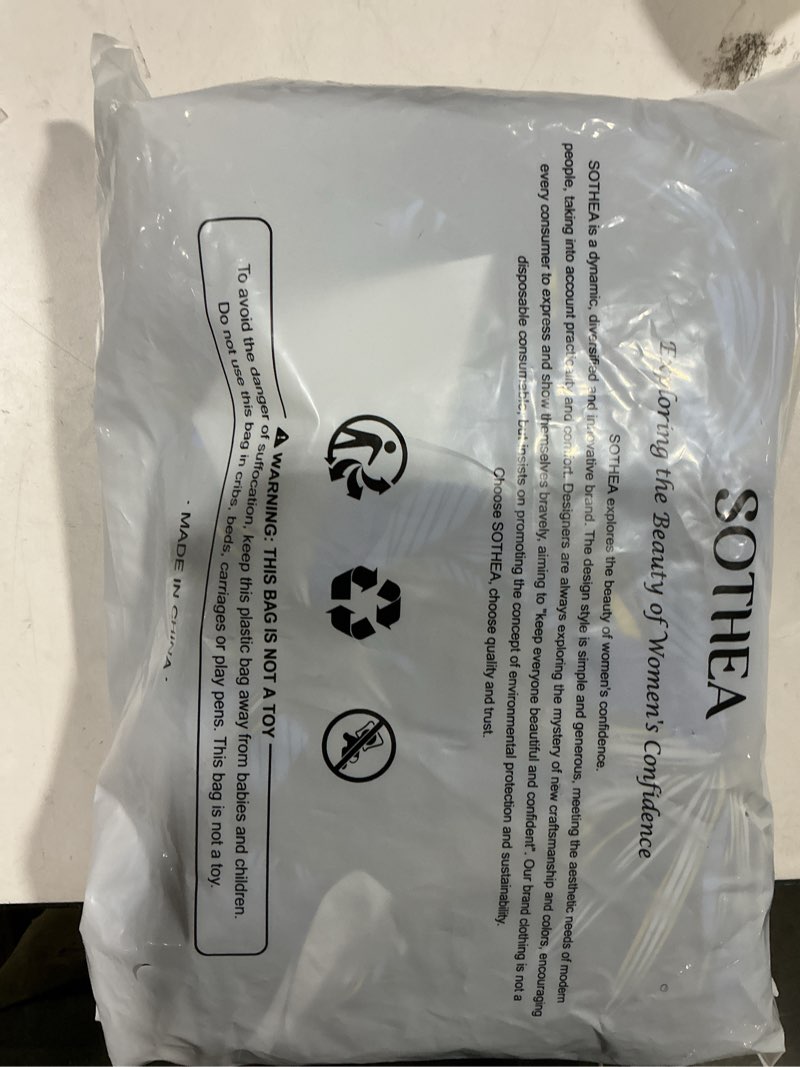 SOTHEA
Exploring the Beauty of Women's Confidence
SOTHEA explores the beauty of women's confidence.
SOTHEA is a dynamic, diversified and innovative brand. The design style is simple and generous, meeting the aesthetic needs of modern
people, taking into account practicality and comfort. Designers are always exploring the mystery of new craftsmanship and colors, encouraging
every consumer to express and show themselves bravely, aiming to "keep everyone beautiful and confident". Our brand clothing is not a
disposable consumable, but insists on promoting the concept of environmental protection and sustainability.
Choose SOTHEA, choose quality and trust.
WARNING: THIS BAG IS NOT A TOY
To avoid the danger of suffocation, keep this plastic bag away from babies and children.
Do not use this bag in cribs, beds, carriages or play pens. This bag is not a toy.
· MADE IN CHINA ·